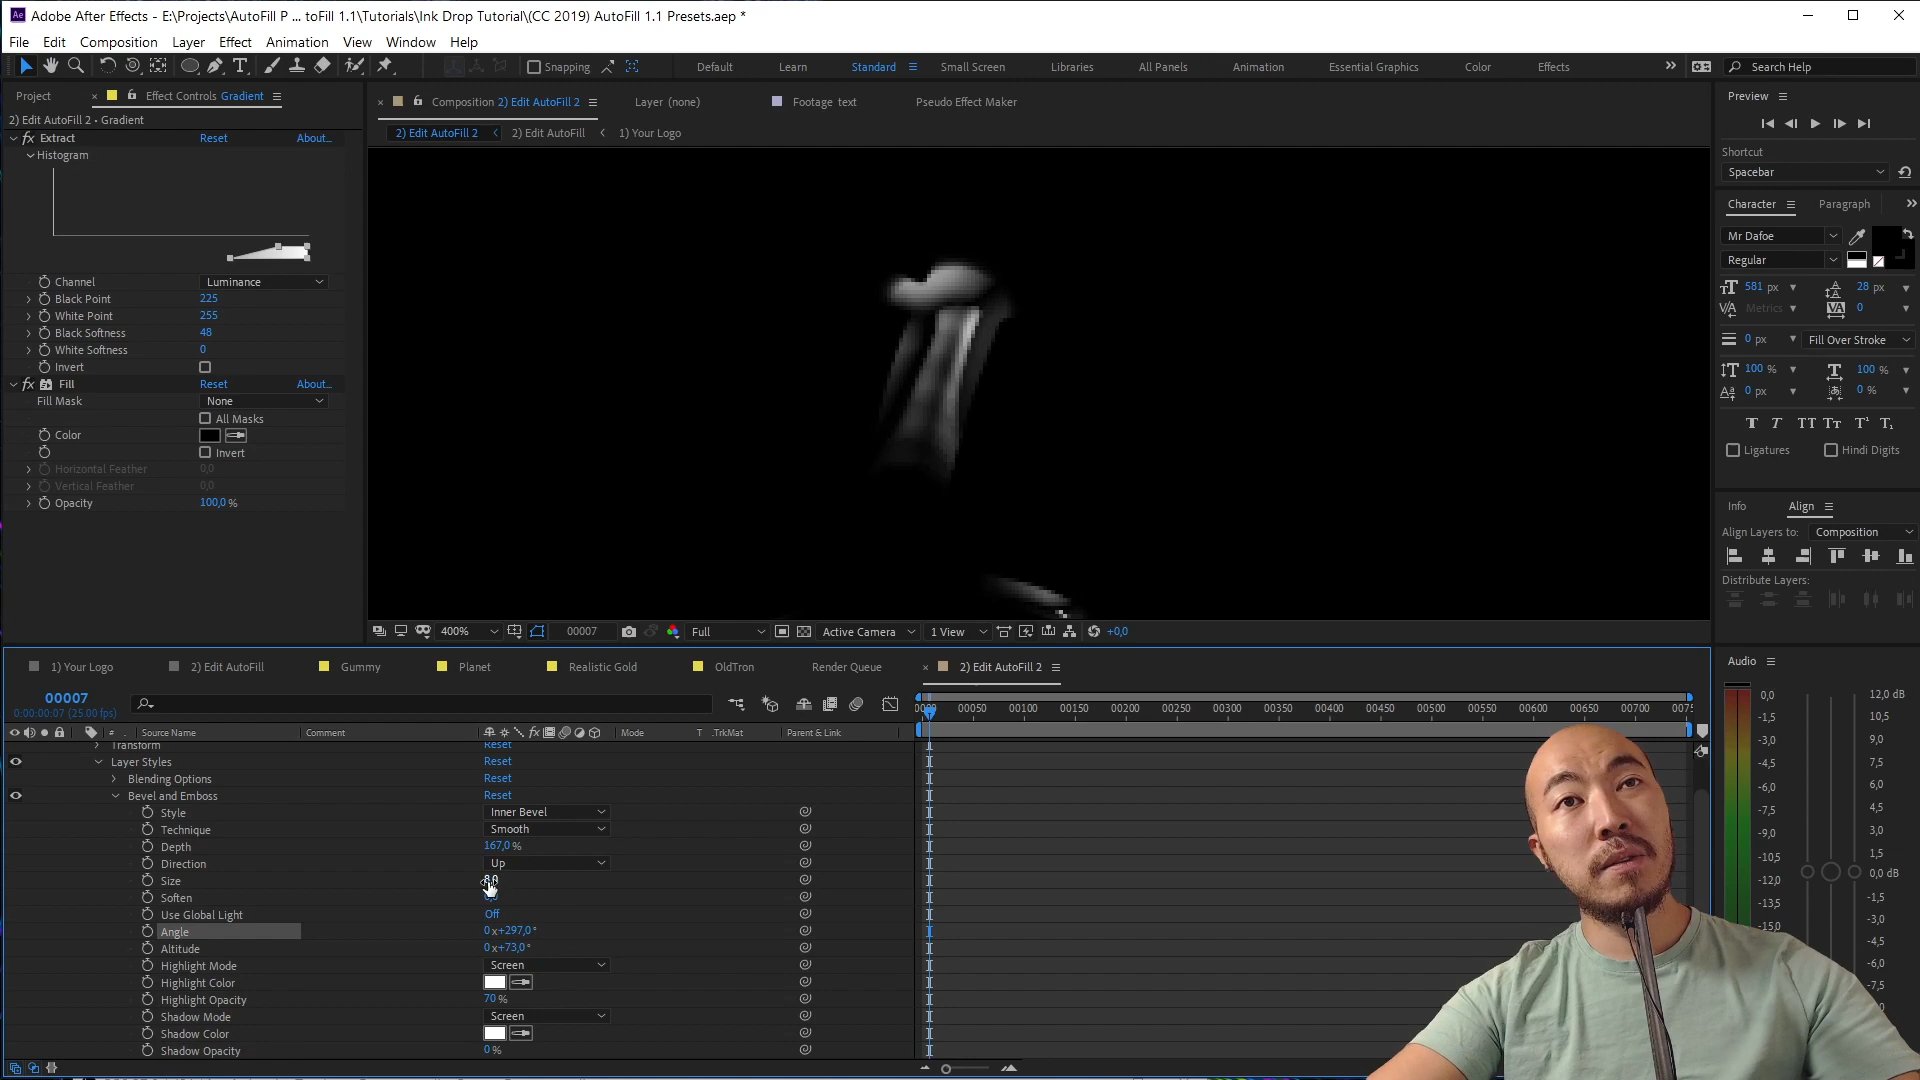 Adobe After Effects - E:\Projects\AutoFill P ... toFill 1.1\Tutorials\Ink Drop Tutorial\(CC 2019) AutoFill 1.1 Presets.aep *
File Edit Composition Layer Effect Animation View Window Help
Snapping Default Learn Standard Small Screen Libraries All Panels Animation Essential Graphics Color Effects Search Help
Project Effect Controls Gradient
2) Edit AutoFill 2 • Gradient
fx Extract Reset About...
Histogram
Channel Luminance
Black Point 225
White Point 255
Black Softness 48
White Softness 0
Invert
fx Fill Reset About...
Fill Mask None
All Masks
Color
Invert
Horizontal Feather 0,0
Vertical Feather 0,0
Opacity 100,0 %
Composition 2) Edit AutoFill 2 Layer (none) Footage text Pseudo Effect Maker
2) Edit AutoFill 2 2) Edit AutoFill 1) Your Logo
400% 00007 Full Active Camera 1 View +0,0
Preview
Shortcut
Spacebar
Character Paragraph
Mr Dafoe
Regular
581 px 28 px
Metrics 0
0 px Fill Over Stroke
100 % 100 %
0 px 0 %
T T TT Tt T¹ T₁
Ligatures Hindi Digits
Info Align
Align Layers to: Composition
Distribute Layers:
1) Your Logo 2) Edit AutoFill Gummy Planet Realistic Gold OldTron Render Queue 2) Edit AutoFill 2
00007
0:00:00:07 (25.00 fps)
00050 00100 00150 00200 00250 00300 00350 00400 00450 00500 00550 00600 00650 00700
# Source Name Comment fx Mode T .TrkMat Parent & Link
Transform Reset
Layer Styles Reset
Blending Options Reset
Bevel and Emboss Reset
Style Inner Bevel
Technique Smooth
Depth 167,0 %
Direction Up
Size
Soften
Use Global Light Off
Angle 0 x+297,0 °
Altitude 0 x+73,0 °
Highlight Mode Screen
Highlight Color
Highlight Opacity 70 %
Shadow Mode Screen
Shadow Color
Shadow Opacity 0 %
Audio
0,0 12,0 dB
-1,5 10,5
-3,0 9,0
-4,5 7,5
-6,0 6,0
-7,5 4,5
-9,0 3,0
-10,5 1,5
-12,0 0,0 dB
-13,5 -1,5
-3,0
-4,5
-6,0
-7,5